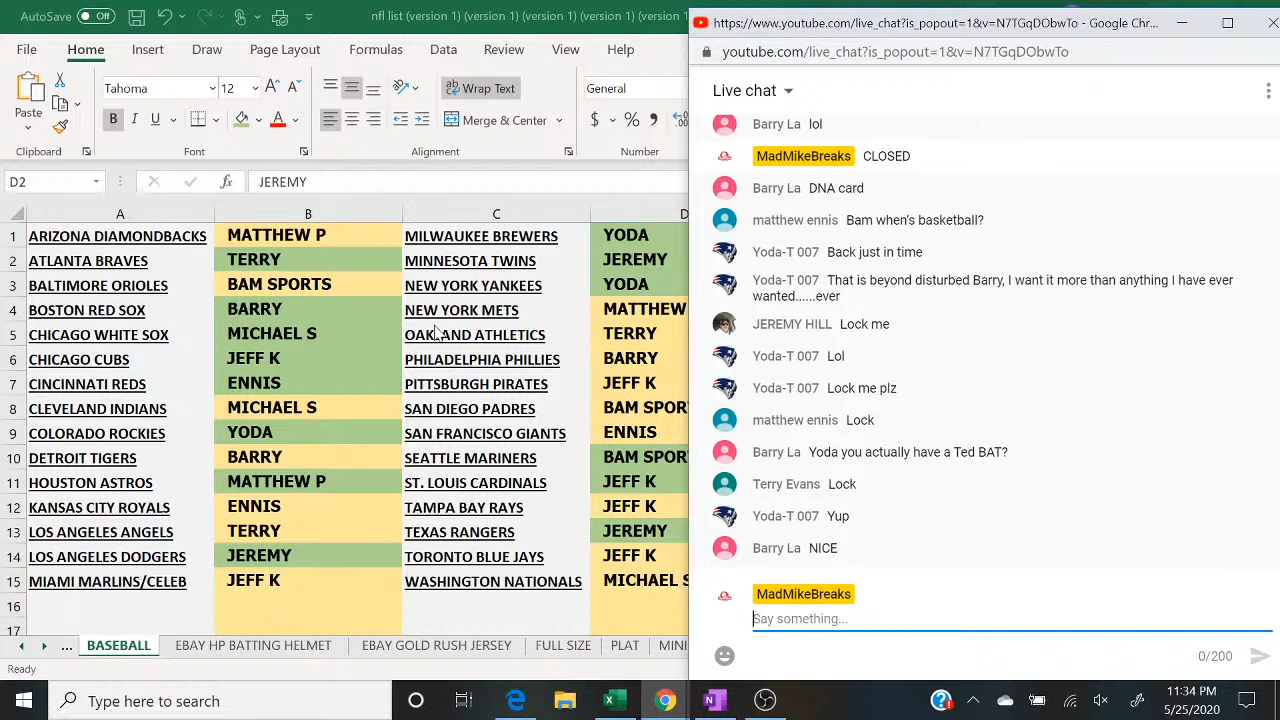 AutoSave Off nfl list (version 1) (version 1) (version 1) (version 1)
File Home Insert Draw Page Layout Formulas Data Review View Help
Paste
Tahoma 12
B I U
ab Wrap Text
Merge & Center
General
$ % ,
Clipboard Font Alignment Number
D2 fx JEREMY
A B C D
1 ARIZONA DIAMONDBACKS MATTHEW P MILWAUKEE BREWERS YODA
2 ATLANTA BRAVES TERRY MINNESOTA TWINS JEREMY
3 BALTIMORE ORIOLES BAM SPORTS NEW YORK YANKEES YODA
4 BOSTON RED SOX BARRY NEW YORK METS MATTHEW
5 CHICAGO WHITE SOX MICHAEL S OAKLAND ATHLETICS TERRY
6 CHICAGO CUBS JEFF K PHILADELPHIA PHILLIES BARRY
7 CINCINNATI REDS ENNIS PITTSBURGH PIRATES JEFF K
8 CLEVELAND INDIANS MICHAEL S SAN DIEGO PADRES BAM SPOR
9 COLORADO ROCKIES YODA SAN FRANCISCO GIANTS ENNIS
10 DETROIT TIGERS BARRY SEATTLE MARINERS BAM SPOR
11 HOUSTON ASTROS MATTHEW P ST. LOUIS CARDINALS JEFF K
12 KANSAS CITY ROYALS ENNIS TAMPA BAY RAYS JEFF K
13 LOS ANGELES ANGELS TERRY TEXAS RANGERS JEREMY
14 LOS ANGELES DODGERS JEREMY TORONTO BLUE JAYS JEFF K
15 MIAMI MARLINS/CELEB JEFF K WASHINGTON NATIONALS MICHAEL S
16
17
... BASEBALL EBAY HP BATTING HELMET EBAY GOLD RUSH JEWELRY FULL SIZE PLAT MINI
Ready
https://www.youtube.com/live_chat?is_popout=1&v=N7TGqDObwTo - Google Chr...
youtube.com/live_chat?is_popout=1&v=N7TGqDObwTo
Live chat
Barry La lol
MadMikeBreaks CLOSED
Barry La DNA card
matthew ennis Bam when's basketball?
Yoda-T 007 Back just in time
Yoda-T 007 That is beyond disturbed Barry, I want it more than anything I have ever
wanted......ever
JEREMY HILL Lock me
Yoda-T 007 Lol
Yoda-T 007 Lock me plz
matthew ennis Lock
Barry La Yoda you actually have a Ted BAT?
Terry Evans Lock
Yoda-T 007 Yup
Barry La NICE
MadMikeBreaks
Say something...
0/200
Type here to search
11:34 PM
5/25/2020